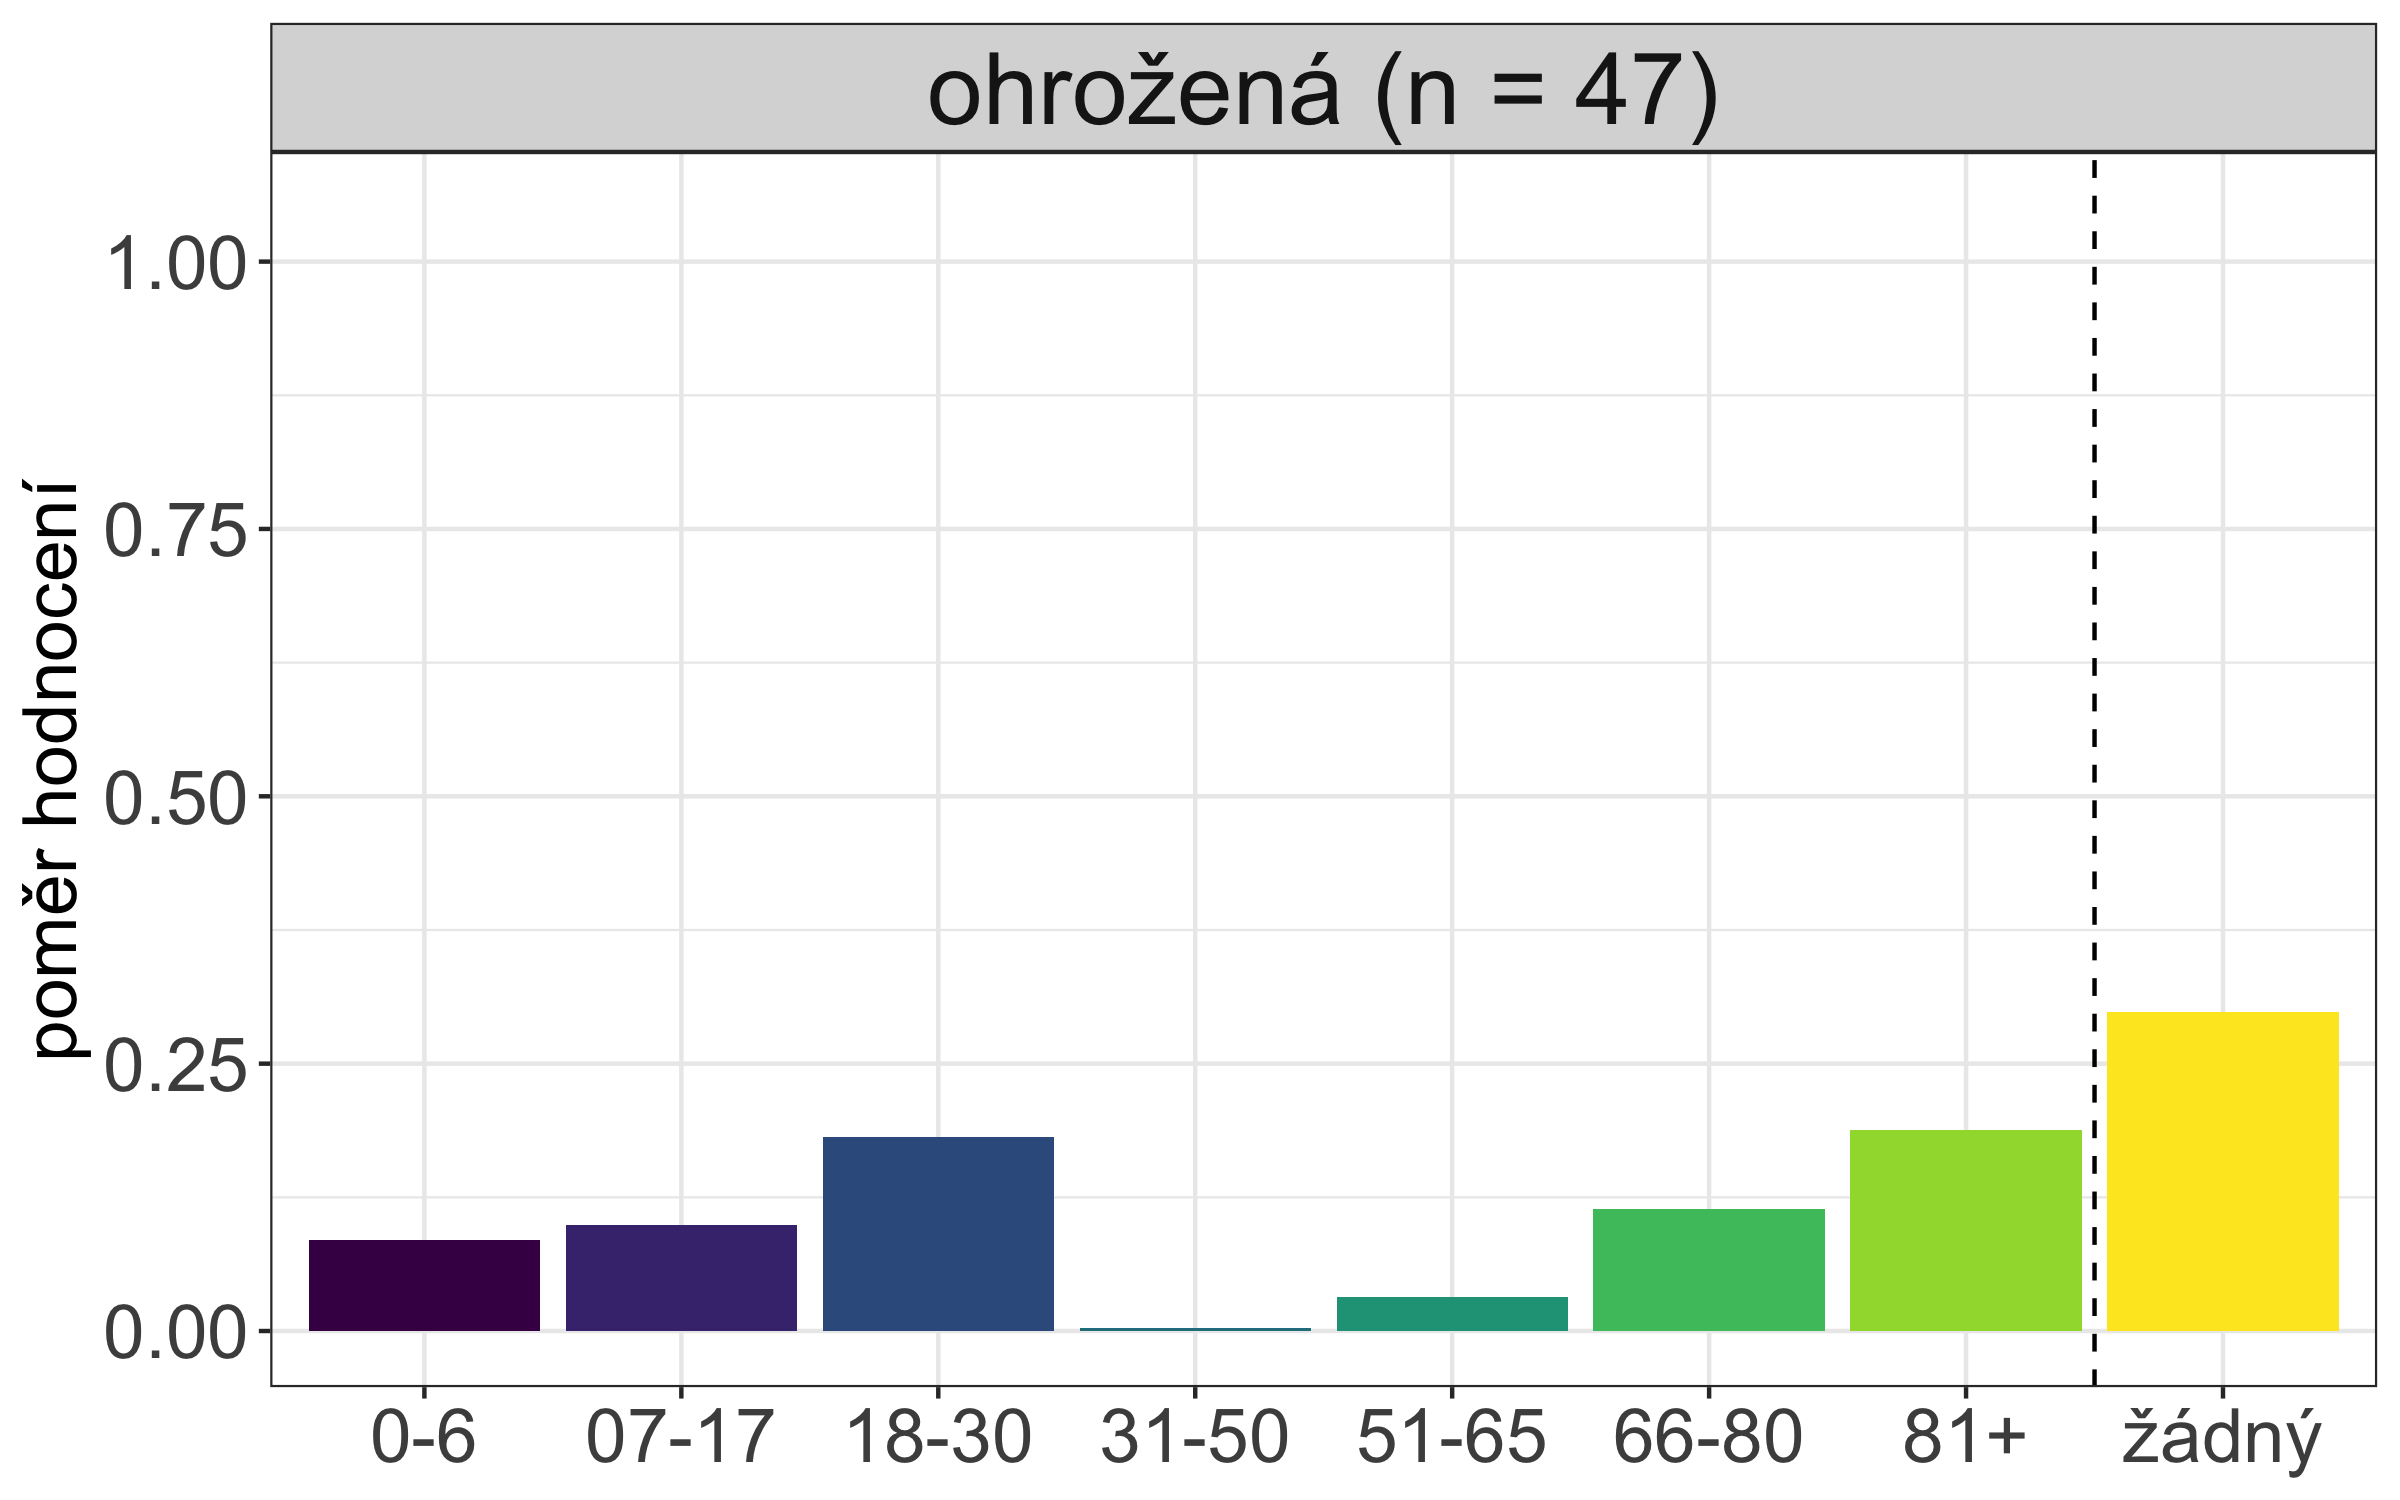 ohrožená (n = 47)
poměr hodnocení
1.00
0.75
0.50
0.25
0.00
0-6 07-17 18-30 31-50 51-65 66-80 81+ žádný